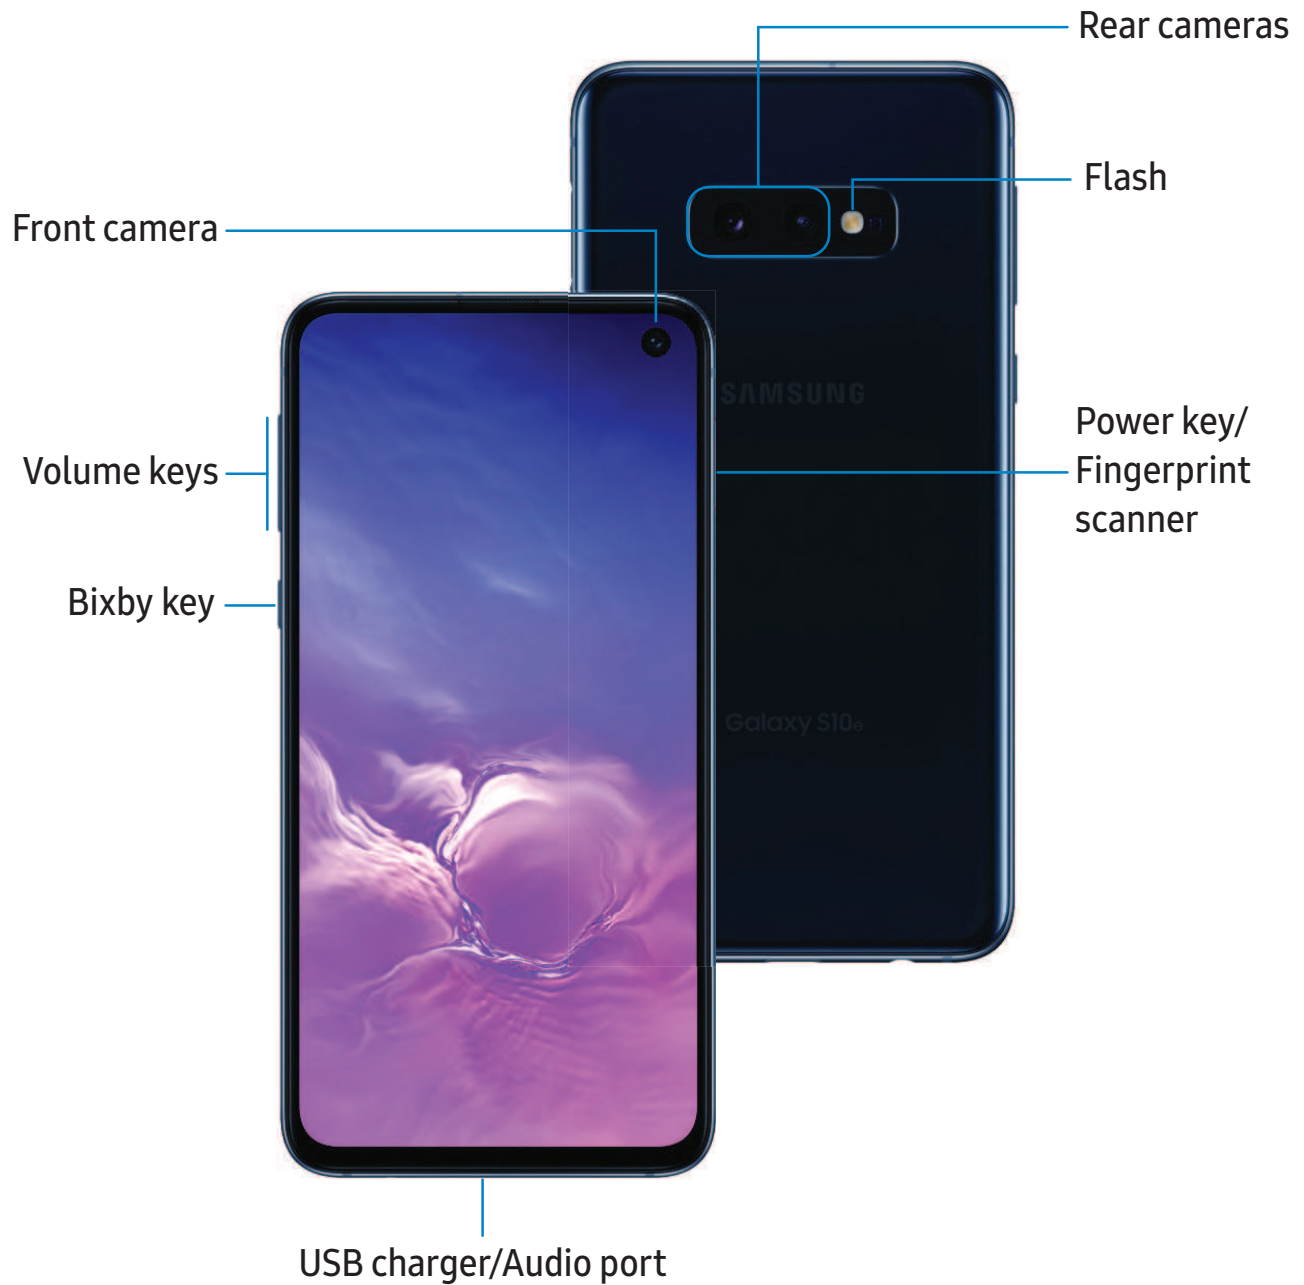 Rear cameras
Flash
Front camera
SAMSUNG
Power key/
Fingerprint
scanner
Volume keys
Bixby key
Galaxy S10e
USB charger/Audio port